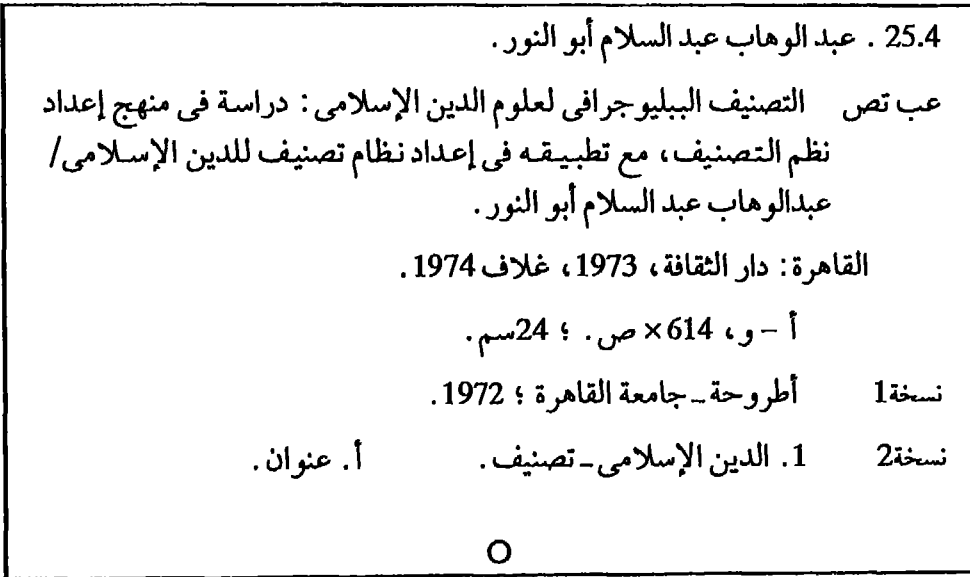 25.4 . عبد الوهاب عبد السلام أبو النور .
عب تص التصنيف الببليوجرافى لعلوم الدين الإسلامى : دراسة فى منهج إعداد
نظم التصنيف، مع تطبيقه فى إعداد نظام تصنيف للدين الإسلامى/
عبدالوهاب عبد السلام أبو النور .
القاهرة : دار الثقافة، 1973، غلاف 1974 .
أ – و، 614× ص . ؛ 24سم .
نسخة1 أطروحة ـ جامعة القاهرة ؛ 1972 .
نسخة2 1. الدين الإسلامى ـ تصنيف . أ . عنوان .